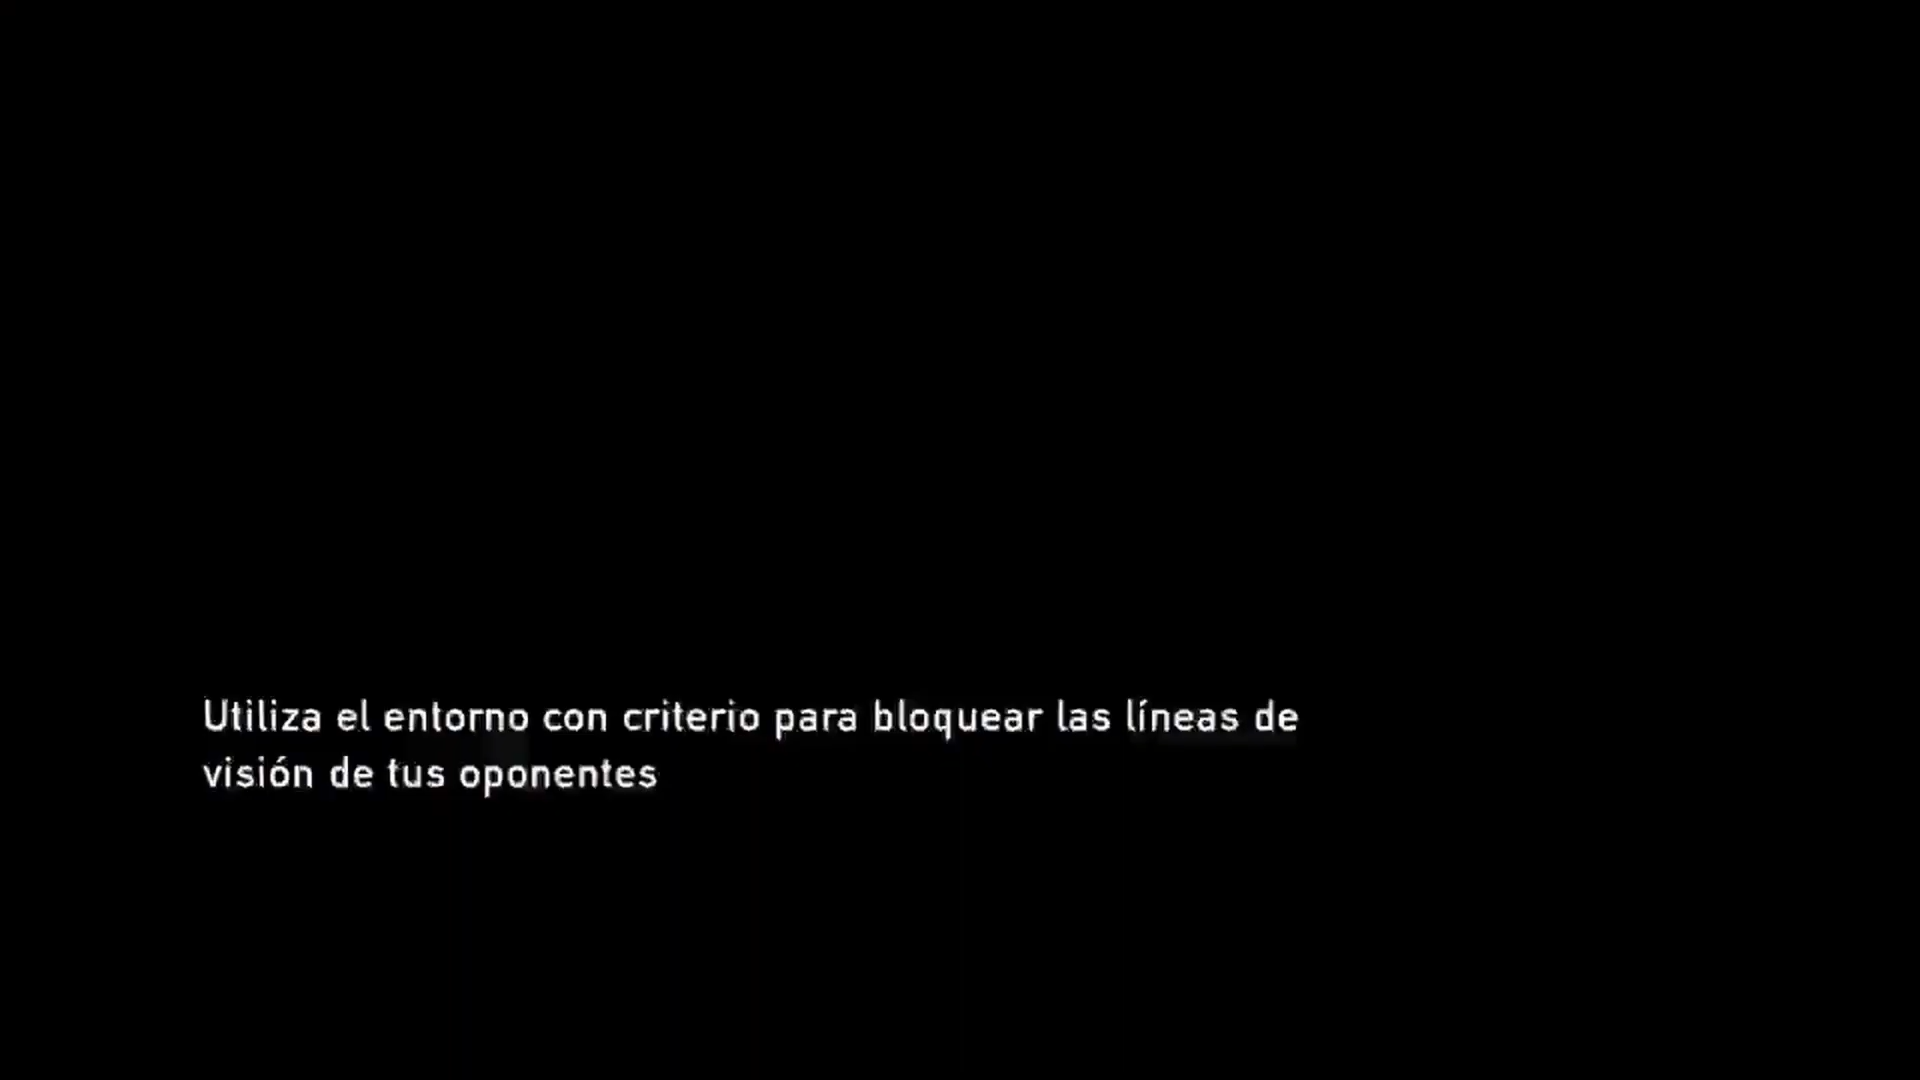 Utiliza el entorno con criterio para bloquear las líneas de
visión de tus oponentes